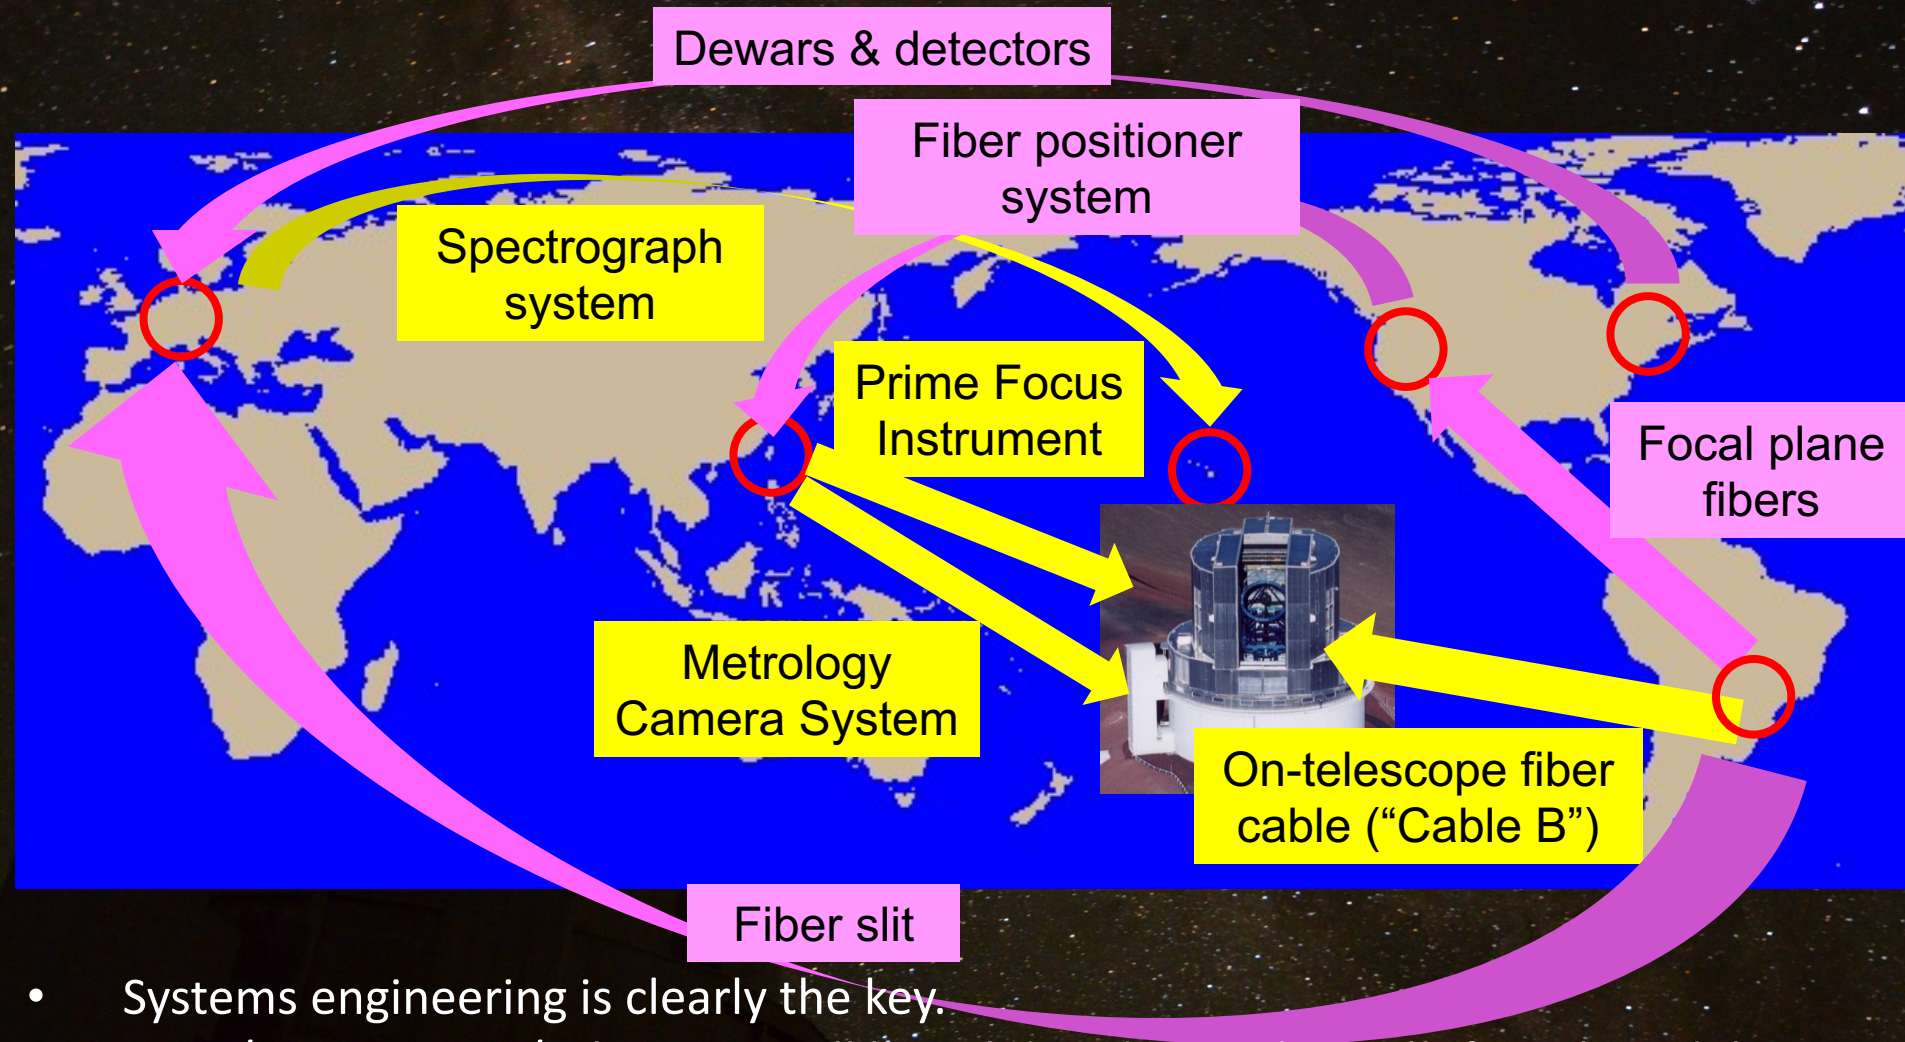 Dewars & detectors
Fiber positioner
system
Spectrograph
system
Prime Focus
Instrument
Focal plane
fibers
Metrology
Camera System
On-telescope fiber
cable (“Cable B”)
Fiber slit
• Systems engineering is clearly the key.